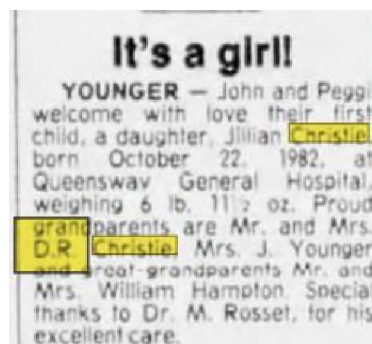 It's a girl!
YOUNGER — John and Peggi
welcome with love their first
child, a daughter, Jillian Christie,
born October 22, 1982, at
Queensway General Hospital,
weighing 6 lb. 11½ oz. Proud
grandparents are Mr. and Mrs.
D.R. Christie, Mrs. J. Younger
and great-grandparents Mr. and
Mrs. William Hampton. Special
thanks to Dr. M. Rosset, for his
excellent care.